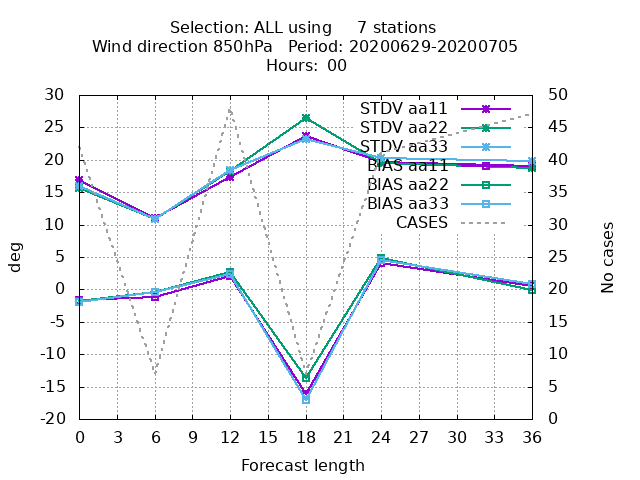 Selection: ALL using 7 stations
Wind direction 850hPa Period: 20200629-20200705
Hours: 00
30 50
25 45
20 40
15 35
10 30
5 25
0 20
-5 15
-10 10
-15 5
-20 0
STDV aa11
STDV aa22
STDV aa33
BIAS aa11
BIAS aa22
BIAS aa33
CASES
deg
No cases
0 3 6 9 12 15 18 21 24 27 30 33 36
Forecast length